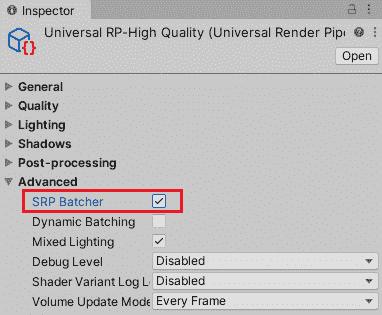 Inspector
Universal RP-High Quality (Universal Render Pipe
Open
General
Quality
Lighting
Shadows
Post-processing
Advanced
SRP Batcher
Dynamic Batching
Mixed Lighting
Debug Level Disabled
Shader Variant Log L Disabled
Volume Update Mode Every Frame